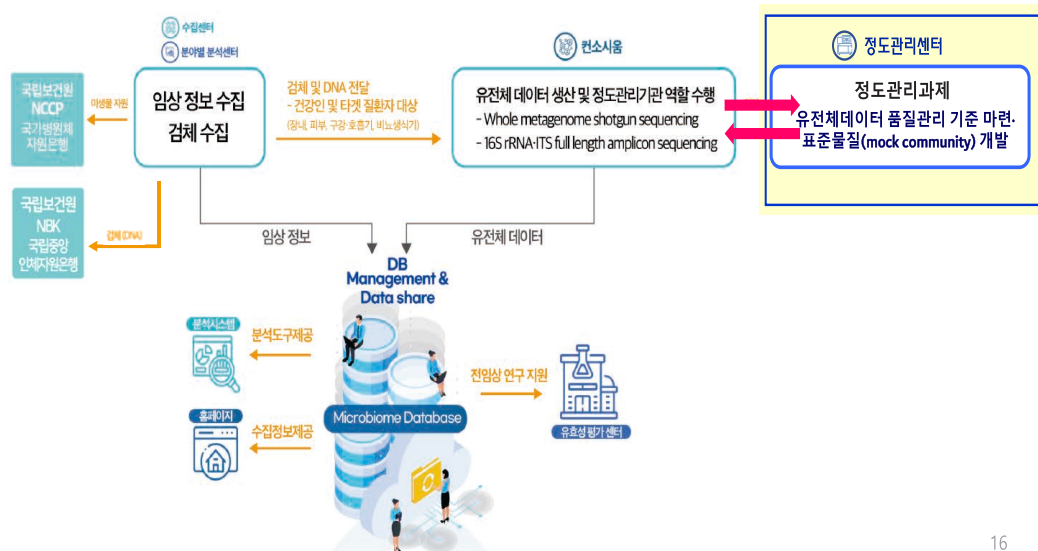 수집센터
분야별 분석센터
컨소시움
정도관리센터
국립보건원
NCCP
국가병원체
자원은행
미생물 자원
임상 정보 수집
검체 수집
검체 및 DNA 전달
- 건강인 및 타겟 질환자 대상
(장내, 피부, 구강·호흡기, 비뇨생식기)
유전체 데이터 생산 및 정도관리기관 역할 수행
- Whole metagenome shotgun sequencing
- 16S rRNA·ITS full length amplicon sequencing
정도관리과제
유전체데이터 품질관리 기준 마련·
표준물질(mock community) 개발
국립보건원
NBK
국립중앙
인체자원은행
검체(DNA)
임상 정보
유전체 데이터
DB
Management &
Data share
분석시스템
분석도구제공
전임상 연구 지원
홈페이지
수집정보제공
Microbiome Database
유효성 평가 센터
16